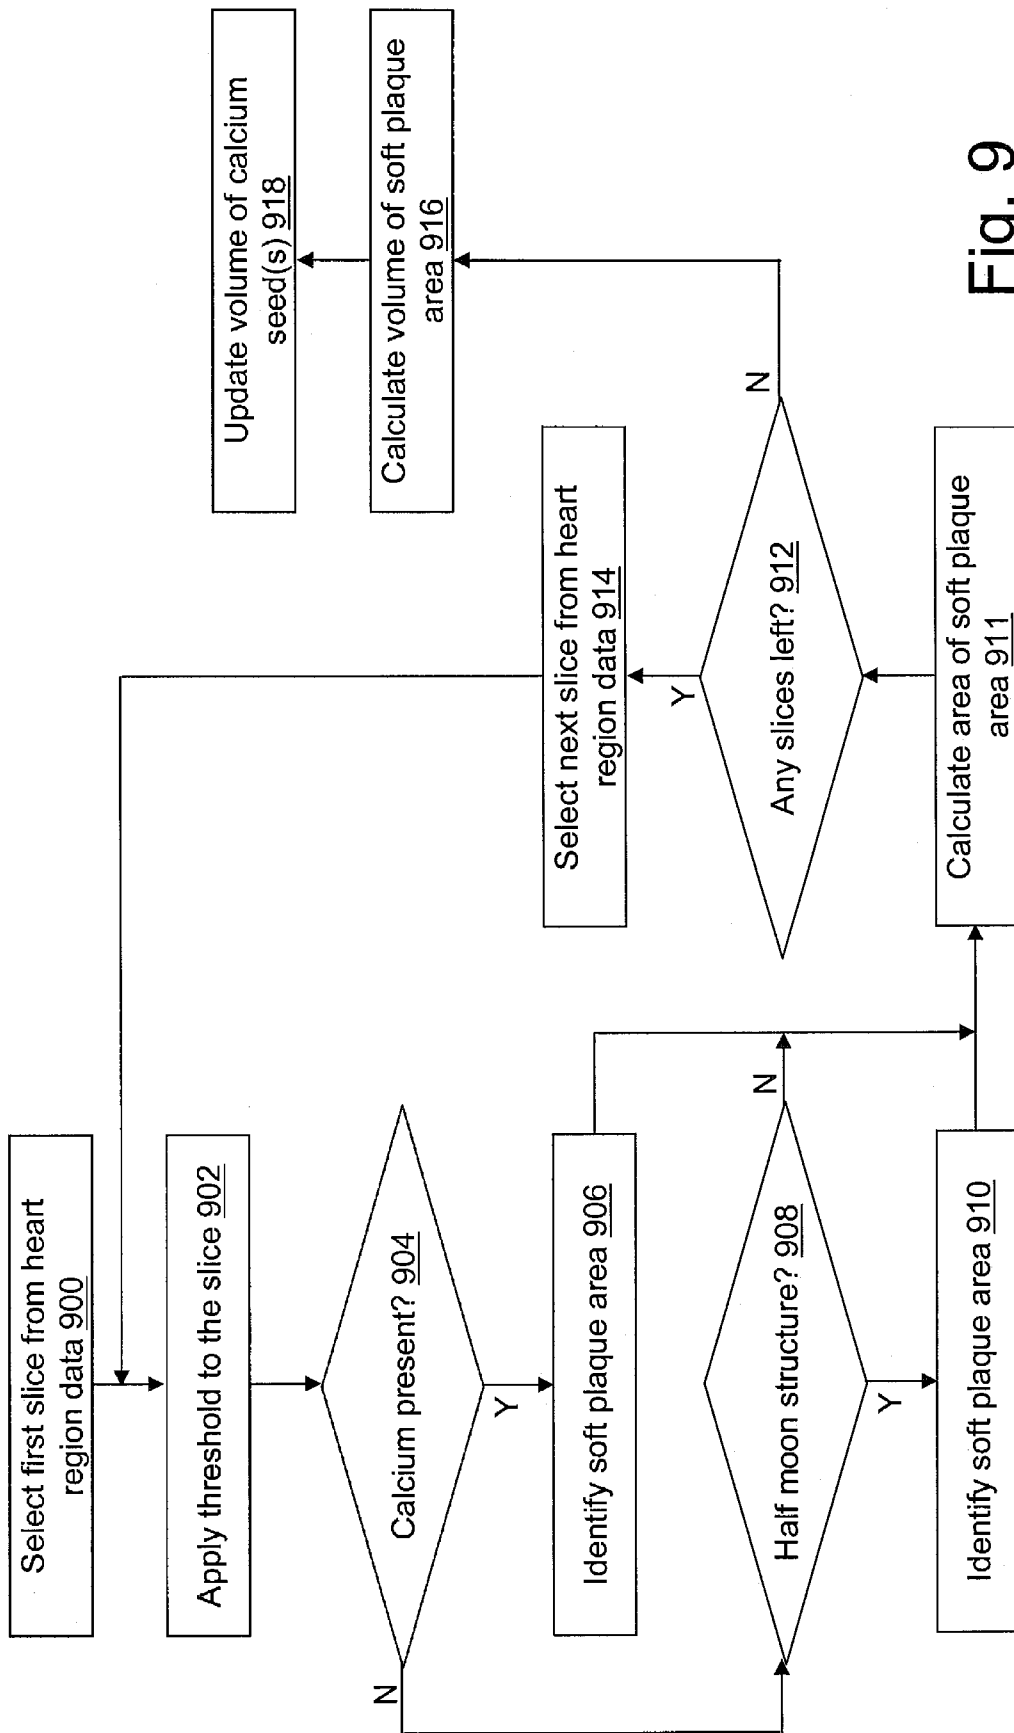 Select first slice from heart
region data 900
Apply threshold to the slice 902
Calcium present? 904
N
Y
Identify soft plaque area 906
Half moon structure? 908
N
Y
Identify soft plaque area 910
Calculate area of soft plaque
area 911
Any slices left? 912
Y
N
Select next slice from heart
region data 914
Calculate volume of soft plaque
area 916
Update volume of calcium
seed(s) 918
Fig. 9